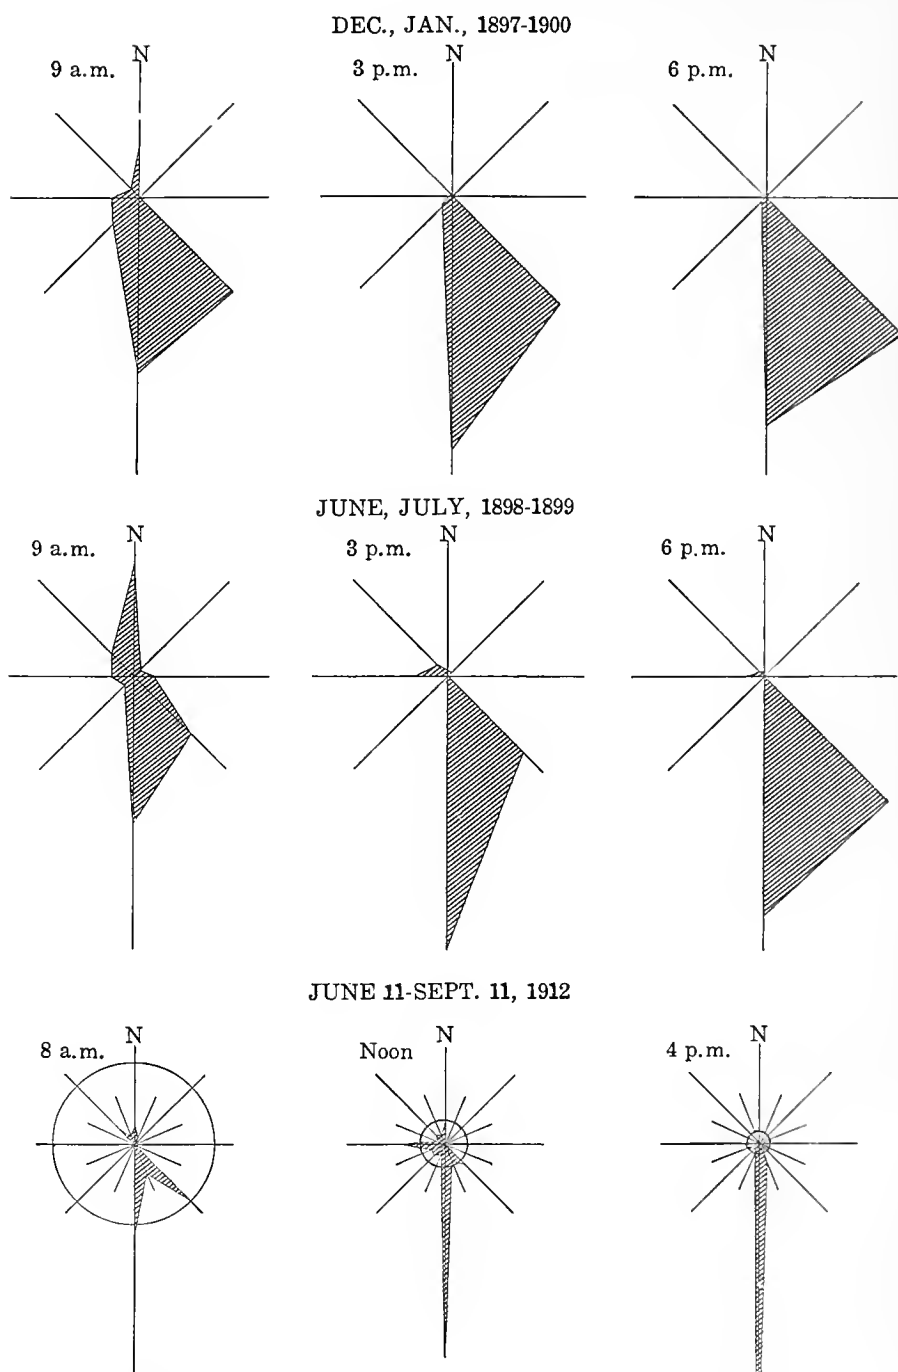 DEC., JAN., 1897-1900
9 a.m. N 3 p.m. N 6 p.m. N
JUNE, JULY, 1898-1899
9 a.m. N 3 p.m. N 6 p.m. N
JUNE 11-SEPT. 11, 1912
8 a.m. N Noon N 4 p.m. N